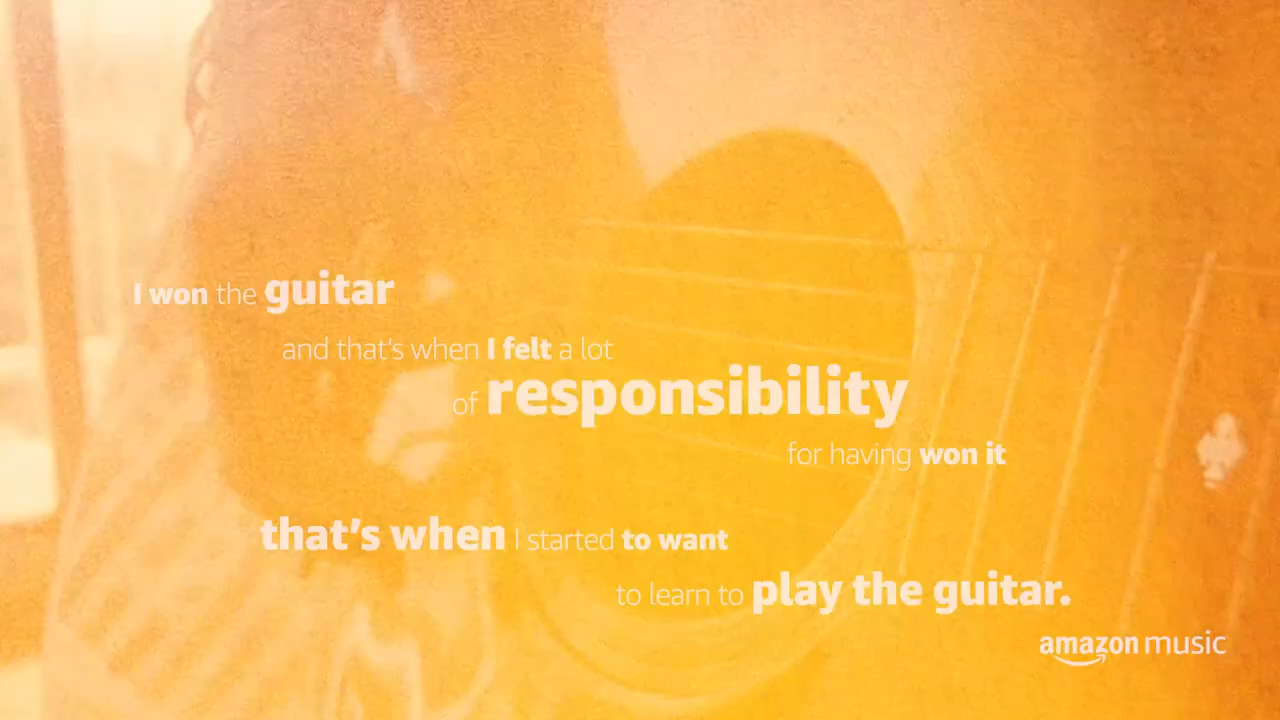 I won the guitar
and that's when I felt a lot
of responsibility
for having won it
that's when I started to want
to learn to play the guitar.
amazon music